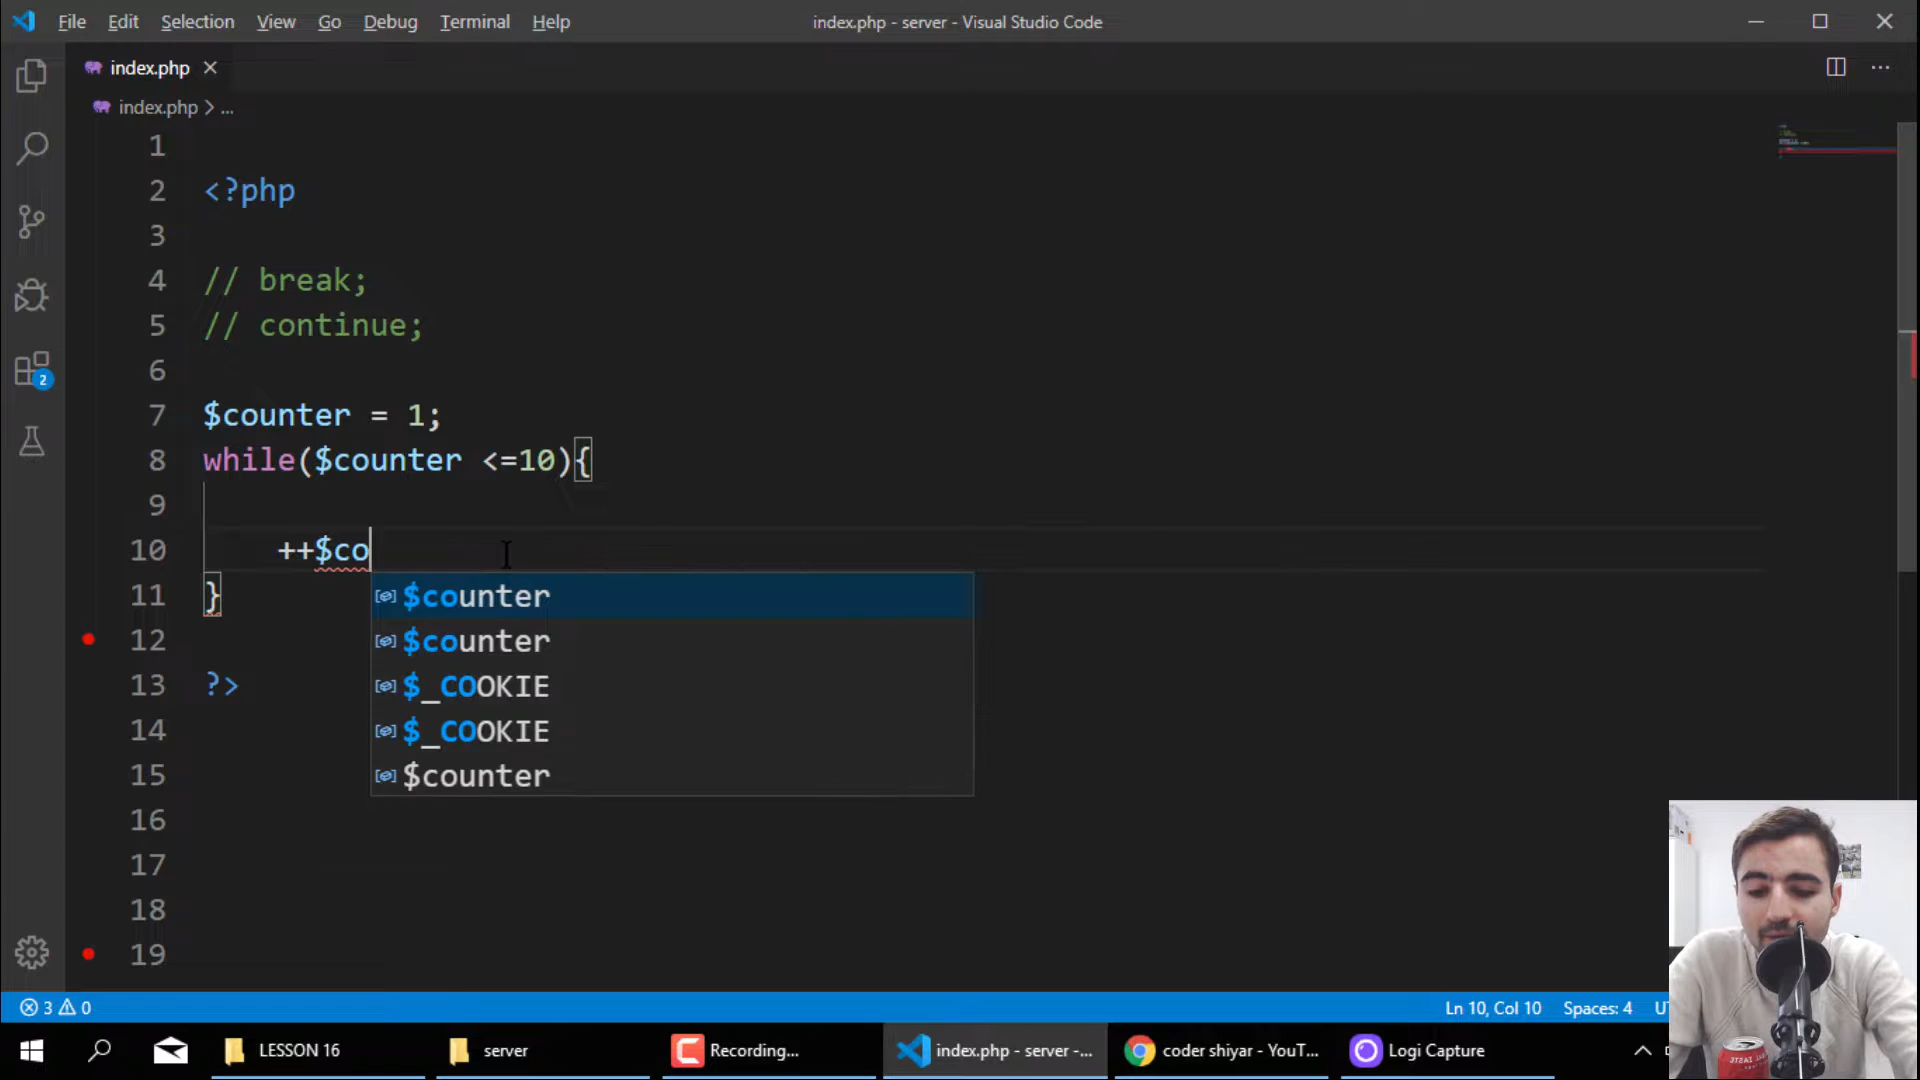 File Edit Selection View Go Debug Terminal Help
index.php - server - Visual Studio Code
index.php
index.php > ...
1
2 <?php
3
4 // break;
5 // continue;
6
7 $counter = 1;
8 while($counter <=10){
9
10 ++$co
11 }
12
13 ?>
14
15
16
17
18
19
$counter
$counter
$_COOKIE
$_COOKIE
$counter
2
3 0
Ln 10, Col 10 Spaces: 4
LESSON 16
server
Recording...
index.php - server -...
coder shiyar - YouT...
Logi Capture